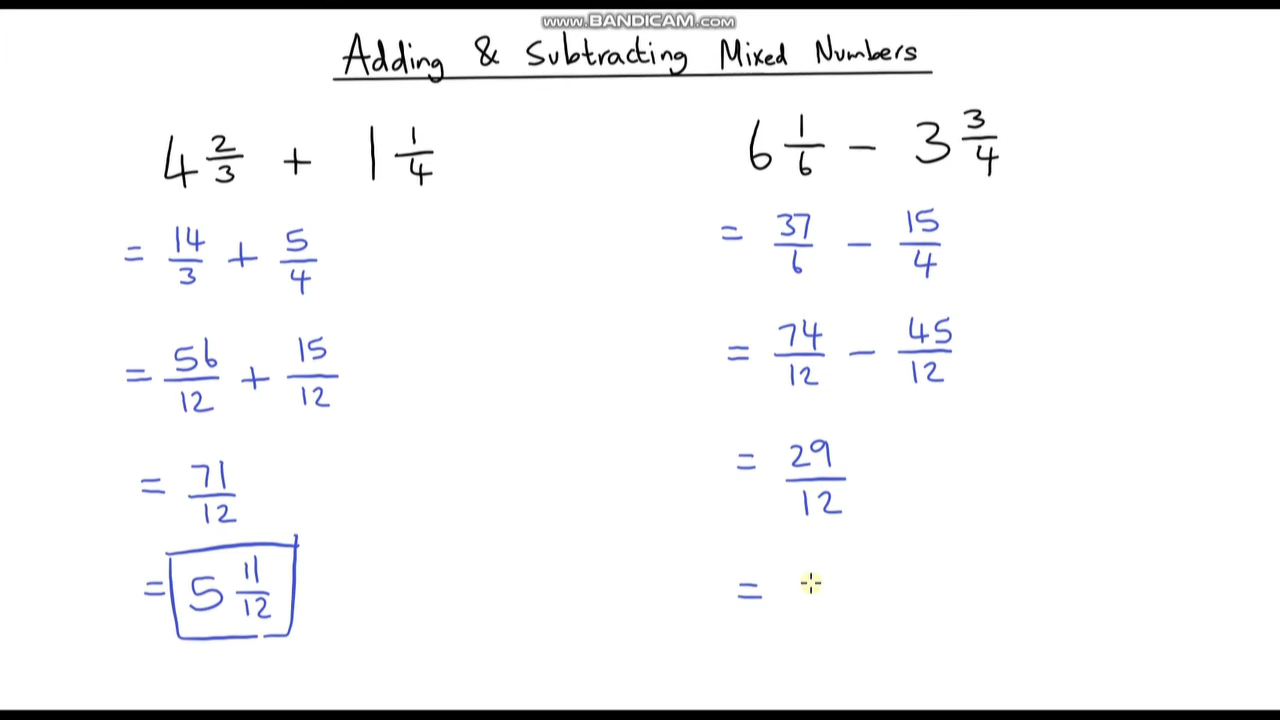 www.BANDICAM.com
Adding & Subtracting Mixed Numbers
4 2/3 + 1 1/4
= 14/3 + 5/4
= 56/12 + 15/12
= 71/12
= 5 11/12
6 1/6 - 3 3/4
= 37/6 - 15/4
= 74/12 - 45/12
= 29/12
=